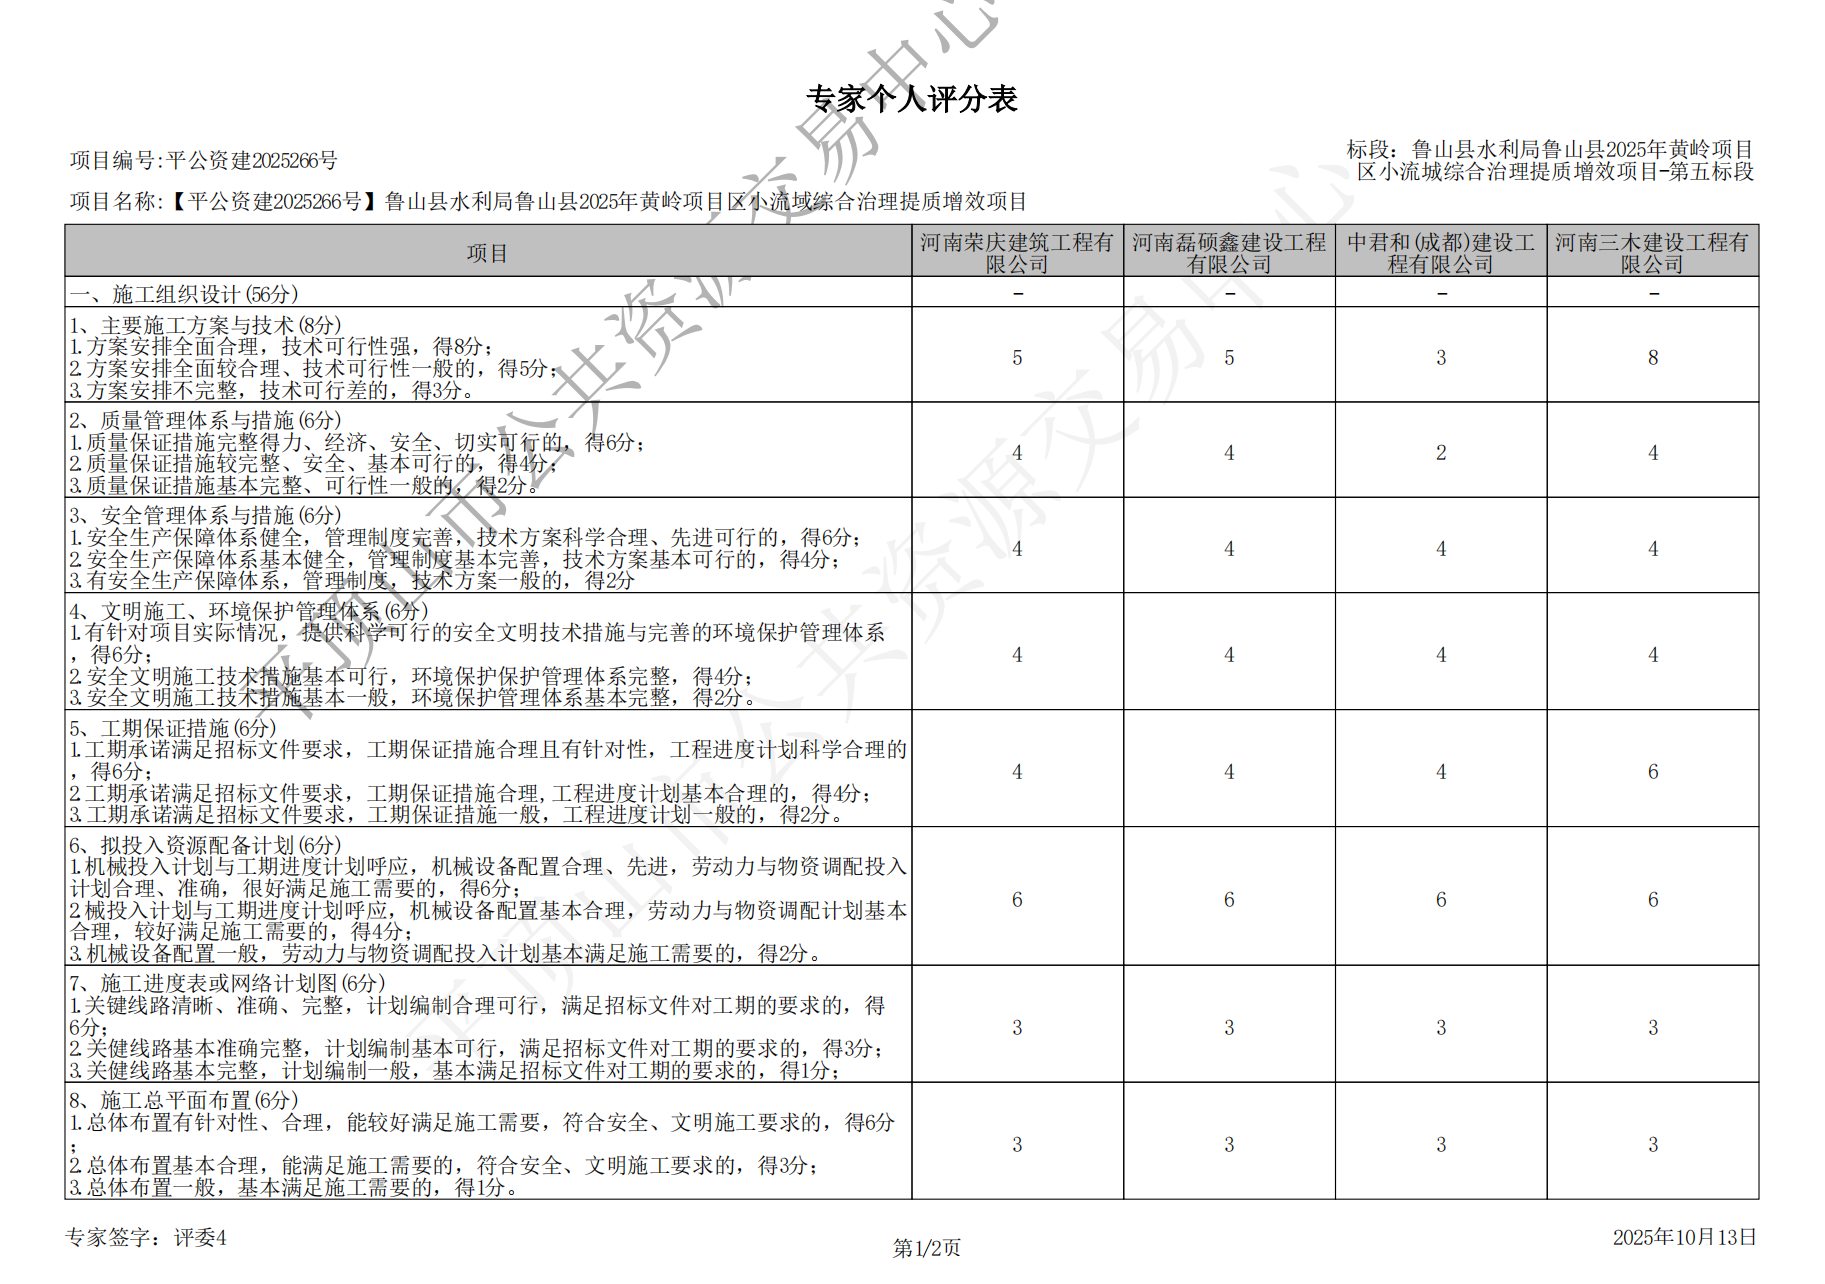 专家个人评分表
项目编号:平公资建2025266号
标段：鲁山县水利局鲁山县2025年黄岭项目
区小流城综合治理提质增效项目-第五标段
项目名称:【平公资建2025266号】鲁山县水利局鲁山县2025年黄岭项目区小流域综合治理提质增效项目
项目
河南荣庆建筑工程有
限公司
河南磊硕鑫建设工程
有限公司
中君和(成都)建设工
程有限公司
河南三木建设工程有
限公司
一、施工组织设计(56分)
－ － － －
1、主要施工方案与技术(8分)
1.方案安排全面合理，技术可行性强，得8分；
2.方案安排全面较合理、技术可行性一般的，得5分；
3.方案安排不完整，技术可行差的，得3分。
5 5 3 8
2、质量管理体系与措施(6分)
1.质量保证措施完整得力、经济、安全、切实可行的，得6分；
2.质量保证措施较完整、安全、基本可行的，得4分；
3.质量保证措施基本完整、可行性一般的，得2分。
4 4 2 4
3、安全管理体系与措施(6分)
1.安全生产保障体系健全，管理制度完善，技术方案科学合理、先进可行的，得6分；
2.安全生产保障体系基本健全，管理制度基本完善，技术方案基本可行的，得4分；
3.有安全生产保障体系，管理制度，技术方案一般的，得2分
4 4 4 4
4、文明施工、环境保护管理体系(6分)
1.有针对项目实际情况，提供科学可行的安全文明技术措施与完善的环境保护管理体系
，得6分；
2.安全文明施工技术措施基本可行，环境保护保护管理体系完整，得4分；
3.安全文明施工技术措施基本一般，环境保护管理体系基本完整，得2分。
4 4 4 4
5、工期保证措施(6分)
1.工期承诺满足招标文件要求，工期保证措施合理且有针对性，工程进度计划科学合理的
，得6分；
2.工期承诺满足招标文件要求，工期保证措施合理,工程进度计划基本合理的，得4分；
3.工期承诺满足招标文件要求，工期保证措施一般，工程进度计划一般的，得2分。
4 4 4 6
6、拟投入资源配备计划(6分)
1.机械投入计划与工期进度计划呼应，机械设备配置合理、先进，劳动力与物资调配投入
计划合理、准确，很好满足施工需要的，得6分；
2.械投入计划与工期进度计划呼应，机械设备配置基本合理，劳动力与物资调配计划基本
合理，较好满足施工需要的，得4分；
3.机械设备配置一般，劳动力与物资调配投入计划基本满足施工需要的，得2分。
6 6 6 6
7、施工进度表或网络计划图(6分)
1.关键线路清晰、准确、完整，计划编制合理可行，满足招标文件对工期的要求的，得
6分；
2.关健线路基本准确完整，计划编制基本可行，满足招标文件对工期的要求的，得3分；
3.关健线路基本完整，计划编制一般，基本满足招标文件对工期的要求的，得1分；
3 3 3 3
8、施工总平面布置(6分)
1.总体布置有针对性、合理，能较好满足施工需要，符合安全、文明施工要求的，得6分
；
2.总体布置基本合理，能满足施工需要的，符合安全、文明施工要求的，得3分；
3.总体布置一般，基本满足施工需要的，得1分。
3 3 3 3
专家签字：评委4
第1/2页
2025年10月13日
平顶山市公共资源交易中心
平顶山市公共资源交易中心